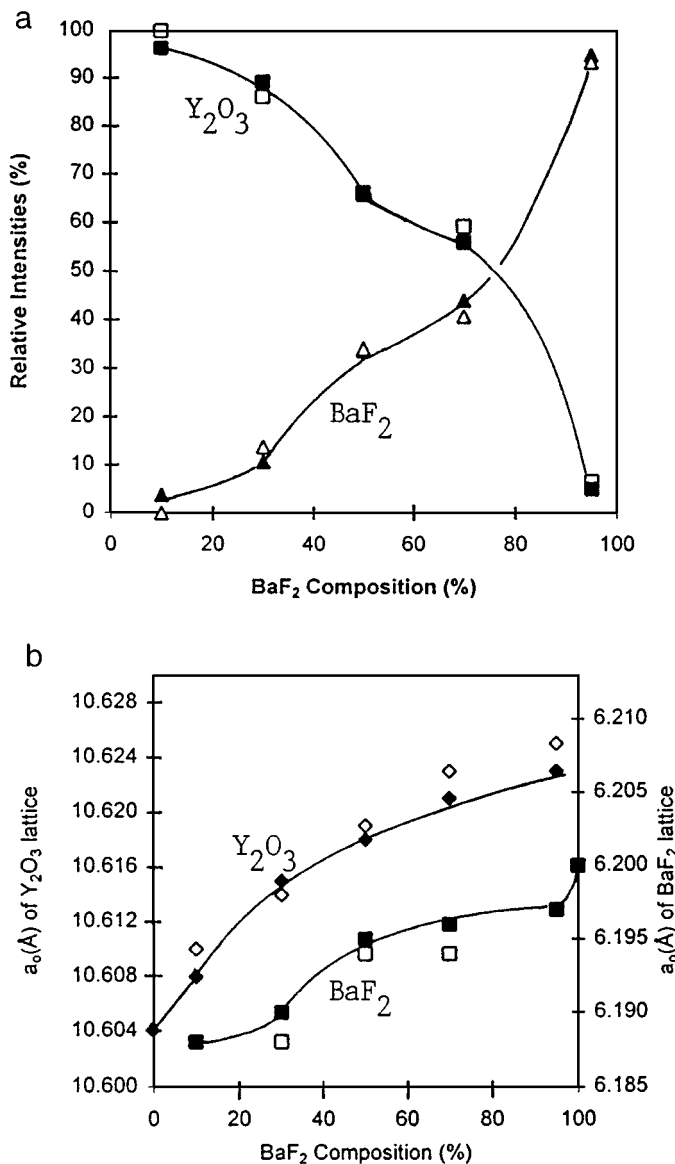 a
100
90
80
70
60
50
40
30
20
10
0
Relative Intensities (%)
Y₂O₃
BaF₂
0 20 40 60 80 100
BaF₂ Composition (%)
b
10.628
10.624
10.620
10.616
10.612
10.608
10.604
10.600
a₀(Å) of Y₂O₃ lattice
Y₂O₃
BaF₂
6.210
6.205
6.200
6.195
6.190
6.185
a₀(Å) of BaF₂ lattice
0 20 40 60 80 100
BaF₂ Composition (%)